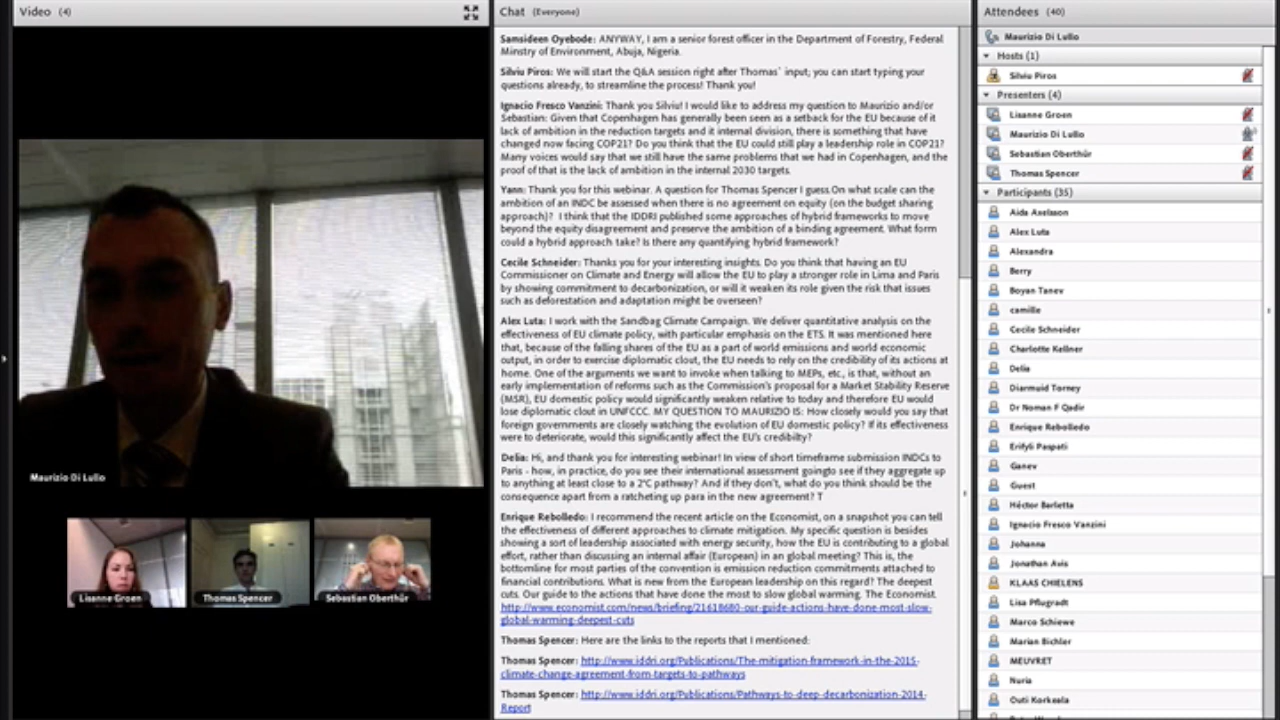 Video (4)
Maurizio Di Lullo
Lisanne Groen
Thomas Spencer
Sebastian Oberthür
Chat (Everyone)
Samsideen Oyebode: ANYWAY, I am a senior forest officer in the Department of Forestry, Federal
Minstry of Environment, Abuja, Nigeria.
Silviu Piros: We will start the Q&A session right after Thomas` input; you can start typing your
questions already, to streamline the process! Thank you!
Ignacio Fresco Vanzini: Thank you Silviu! I would like to address my question to Maurizio and/or
Sebastian: Given that Copenhagen has generally been seen as a setback for the EU because of it
lack of ambition in the reduction targets and it internal division, there is something that have
changed now facing COP21? Do you think that the EU could still play a leadership role in COP21?
Many voices would say that we still have the same problems that we had in Copenhagen, and the
proof of that is the lack of ambition in the internal 2030 targets.
Yann: Thank you for this webinar. A question for Thomas Spencer I guess.On what scale can the
ambition of an INDC be assessed when there is no agreement on equity (on the budget sharing
approach)? I think that the IDDRI published some approaches of hybrid frameworks to move
beyond the equity disagreement and preserve the ambition of a binding agreement. What form
could a hybrid approach take? Is there any quantifying hybrid framework?
Cecile Schneider: Thanks you for your interesting insights. Do you think that having an EU
Commissioner on Climate and Energy will allow the EU to play a stronger role in Lima and Paris
by showing commitment to decarbonization, or will it weaken its role given the risk that issues
such as deforestation and adaptation might be overseen?
Alex Luta: I work with the Sandbag Climate Campaign. We deliver quantitative analysis on the
effectiveness of EU climate policy, with particular emphasis on the ETS. It was mentioned here
that, because of the falling shares of the EU as a part of world emissions and world economic
output, in order to exercise diplomatic clout, the EU needs to rely on the credibility of its actions at
home. One of the arguments we want to invoke when talking to MEPs, etc., is that, without an
early implementation of reforms such as the Commission's proposal for a Market Stability Reserve
(MSR), EU domestic policy would significantly weaken relative to today and therefore EU would
lose diplomatic clout in UNFCCC. MY QUESTION TO MAURIZIO IS: How closely would you say that
foreign governments are closely watching the evolution of EU domestic policy? If its effectiveness
were to deteriorate, would this significantly affect the EU's credibilty?
Delia: Hi, and thank you for interesting webinar! In view of short timeframe submission INDCs to
Paris - how, in practice, do you see their international assessment goingto see if they aggregate up
to anything at least close to a 2°C pathway? And if they don't, what do you think should be the
consequence apart from a ratcheting up para in the new agreement? T
Enrique Rebolledo: I recommend the recent article on the Economist, on a snapshot you can tell
the effectiveness of different approaches to climate mitigation. My specific question is besides
showing a sort of leadership associated with energy security, how the EU is contributing to a global
effort, rather than discussing an internal affair (European) in an global meeting? This is, the
bottomline for most parties of the convention is emission reduction commitments attached to
financial contributions. What is new from the European leadership on this regard? The deepest
cuts. Our guide to the actions that have done the most to slow global warming. The Economist.
http://www.economist.com/news/briefing/21618680-our-guide-actions-have-done-most-slow-
global-warming-deepest-cuts
Thomas Spencer: Here are the links to the reports that I mentioned:
Thomas Spencer: http://www.iddri.org/Publications/The-mitigation-framework-in-the-2015-
climate-change-agreement-from-targets-to-pathways
Thomas Spencer: http://www.iddri.org/Publications/Pathways-to-deep-decarbonization-2014-
Report
Attendees (40)
Maurizio Di Lullo
Hosts (1)
Silviu Piros
Presenters (4)
Lisanne Groen
Maurizio Di Lullo
Sebastian Oberthür
Thomas Spencer
Participants (35)
Aida Axelsson
Alex Luta
Alexandra
Berry
Boyan Tanev
camille
Cecile Schneider
Charlotte Kellner
Delia
Diarmuid Torney
Dr Noman F Qadir
Enrique Rebolledo
Erifyli Paspati
Ganev
Guest
Héctor Barletta
Ignacio Fresco Vanzini
Johanna
Jonathan Avis
KLAAS CHIELENS
Lisa Pflugradt
Marco Schiewe
Marian Bichler
MEUVRET
Nuria
Outi Korkeala